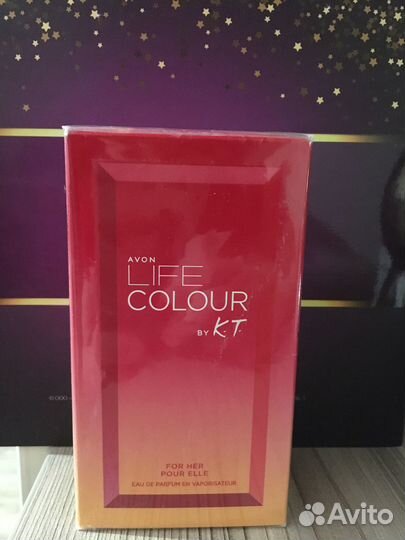 AVON
LIFE
COLOUR
BY K.T.
FOR HER
POUR ELLE
EAU DE PARFUM EN VAPORISATEUR
Avito